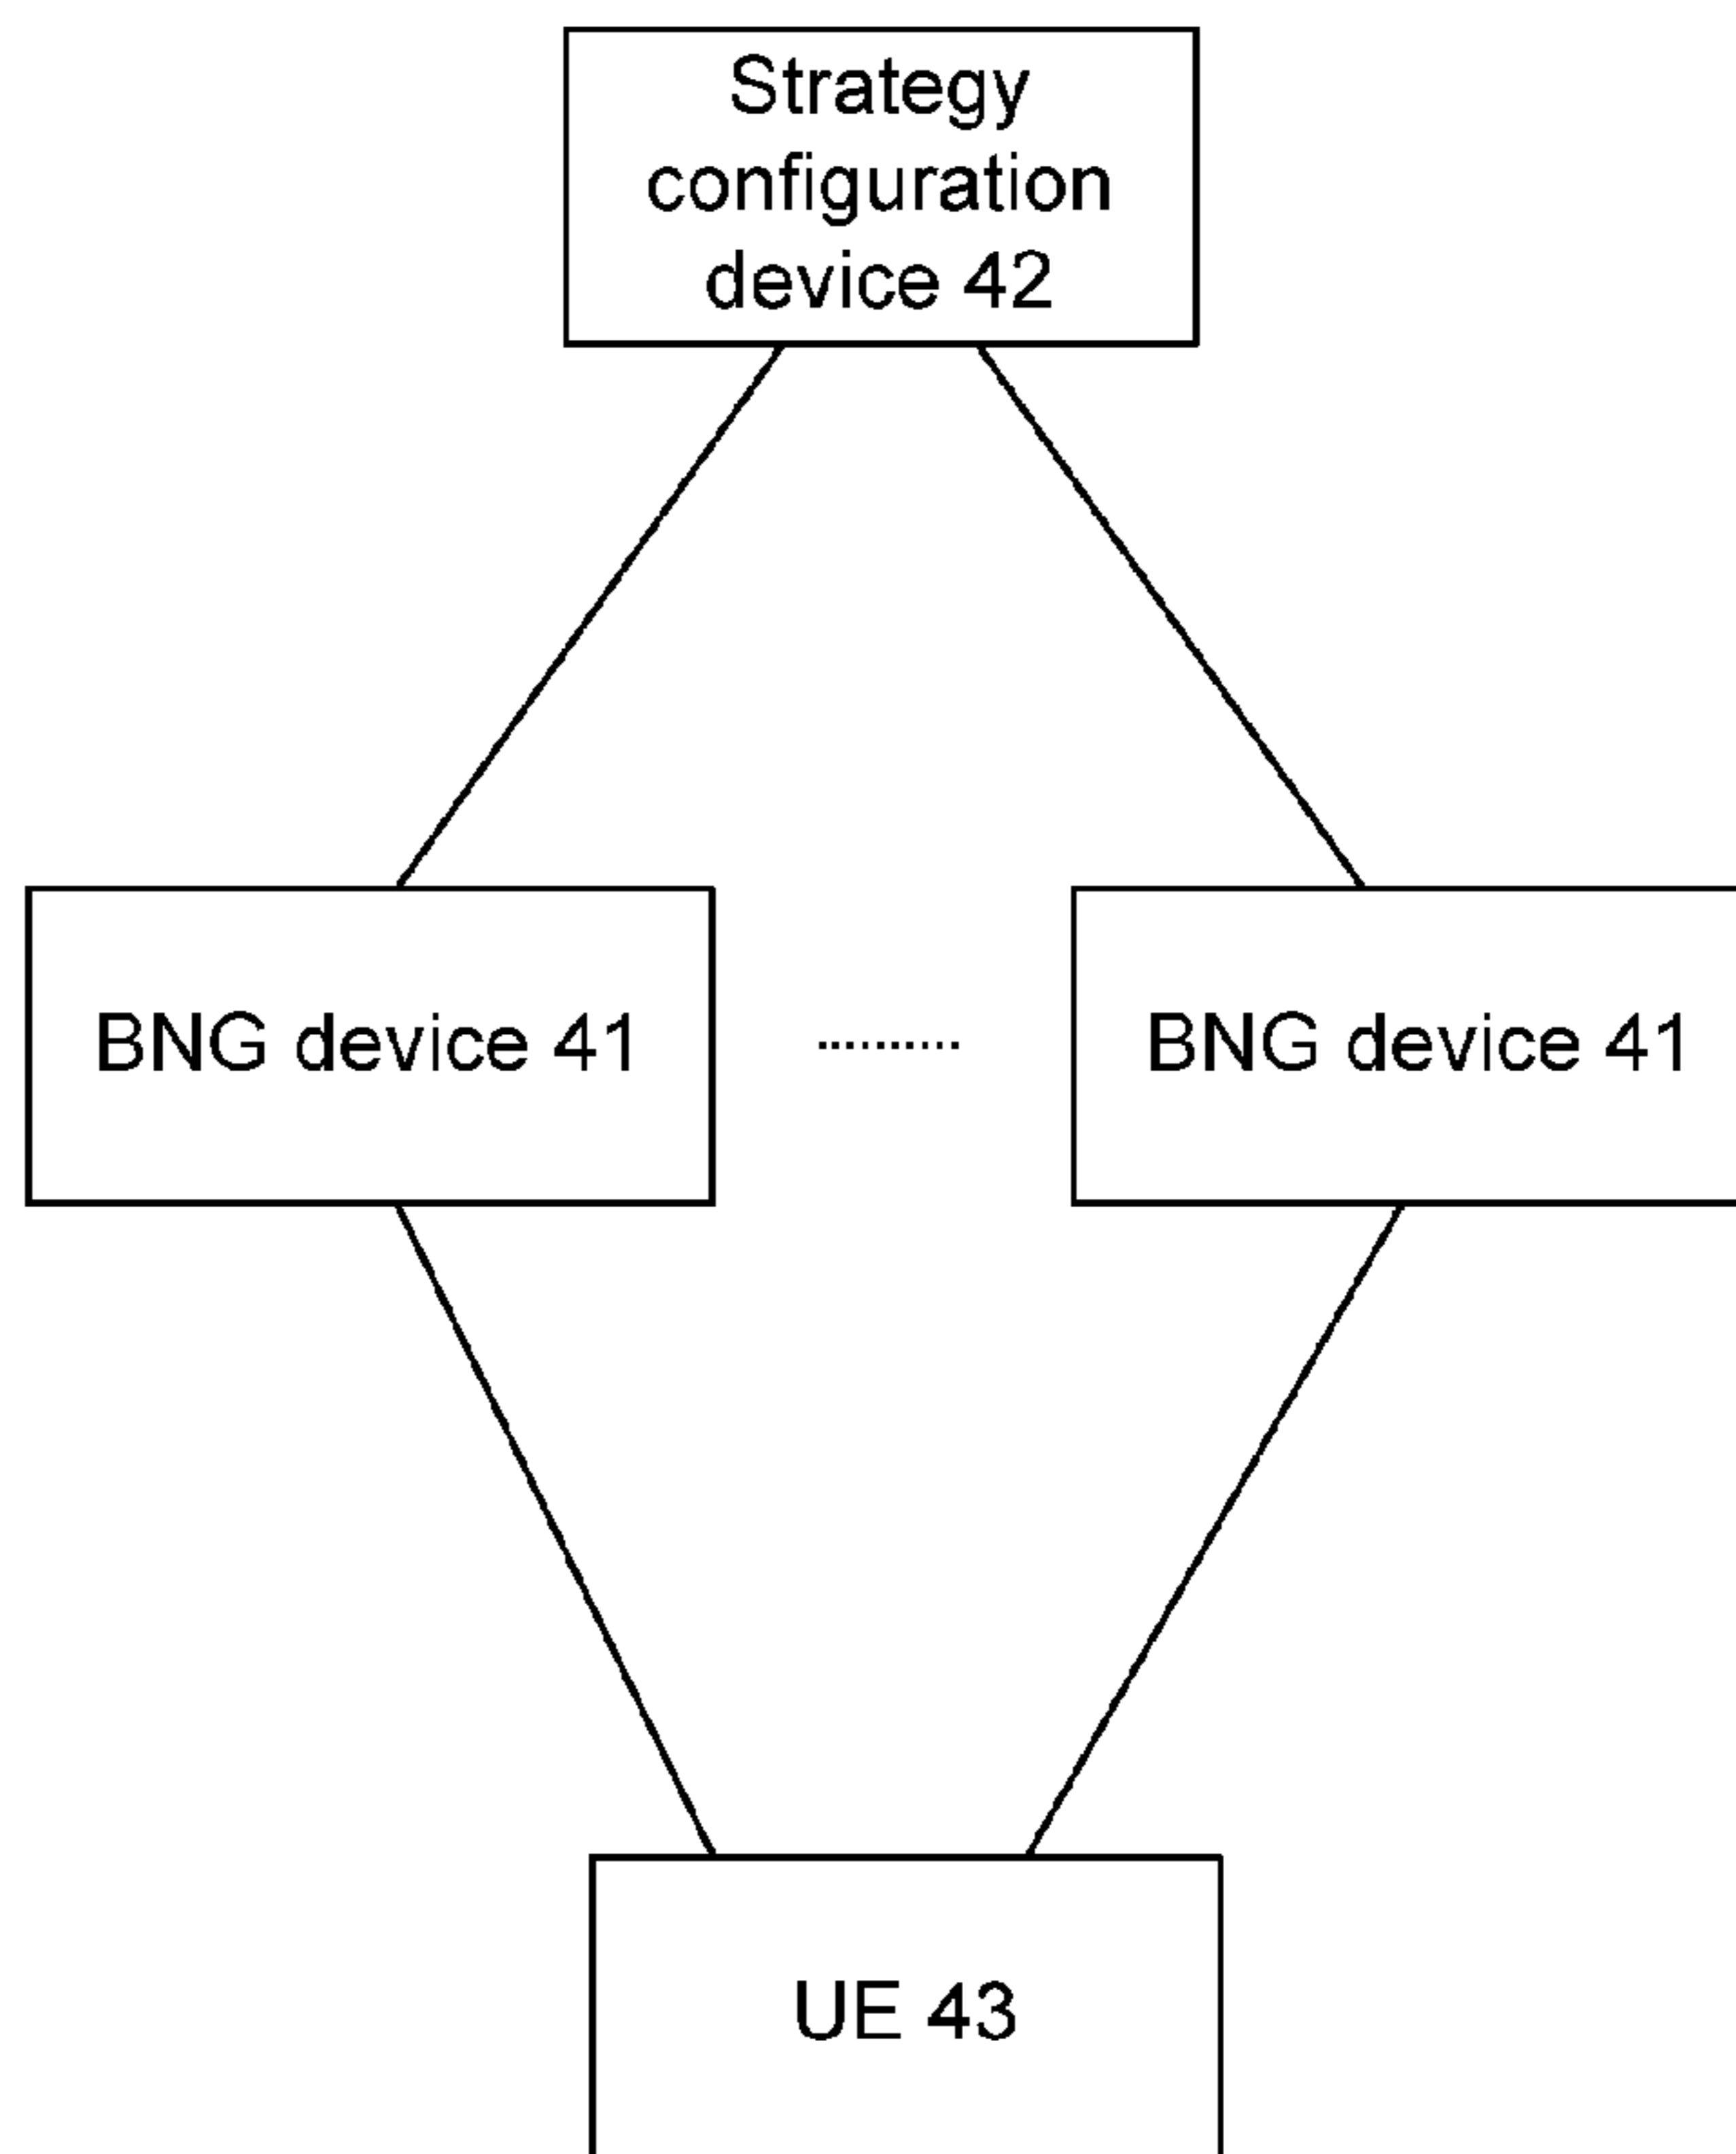 Strategy
configuration
device 42
BNG device 41
BNG device 41
UE 43